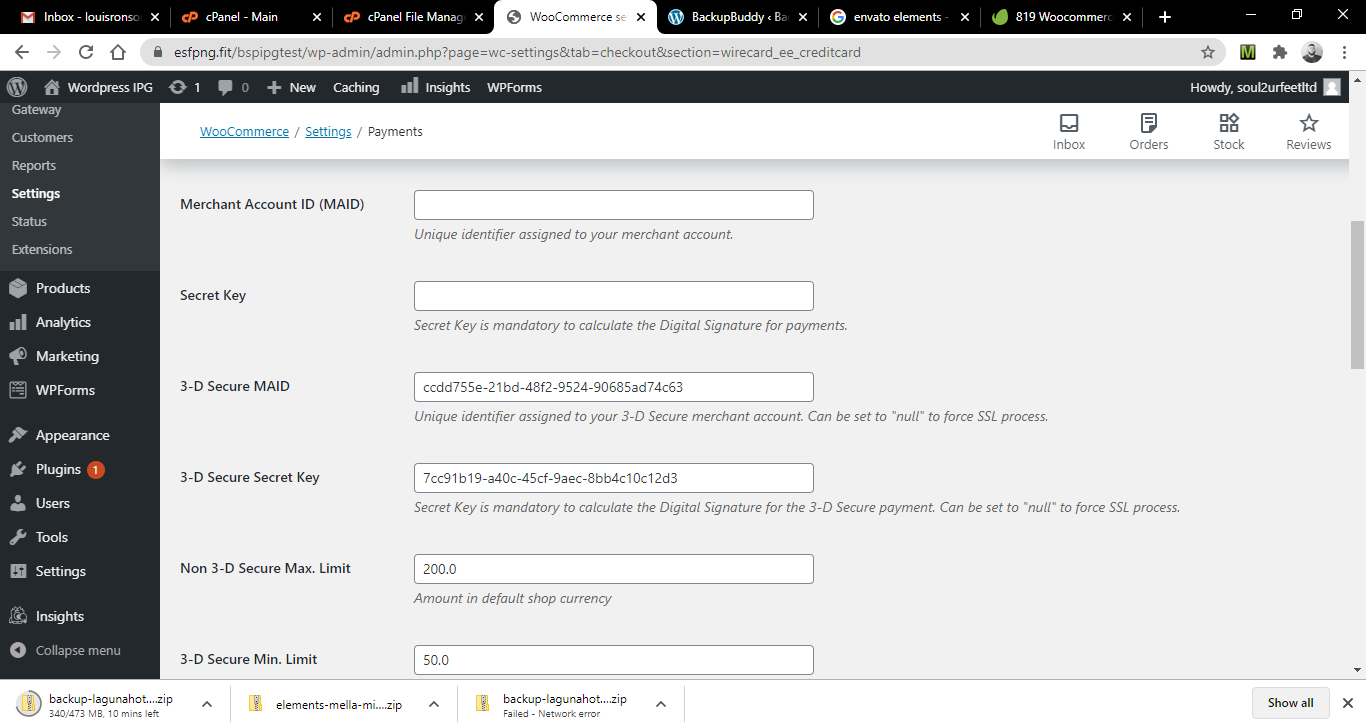 Inbox - louisronso
cPanel - Main
cPanel File Manag
WooCommerce se
BackupBuddy ‹ Ba
envato elements -
819 Woocommerc
esfpng.fit/bspipgtest/wp-admin/admin.php?page=wc-settings&tab=checkout&section=wirecard_ee_creditcard
Wordpress IPG 1 0 New Caching Insights WPForms Howdy, soul2urfeetltd
Gateway
Customers
Reports
Settings
Status
Extensions
Products
Analytics
Marketing
WPForms
Appearance
Plugins 1
Users
Tools
Settings
Insights
Collapse menu
WooCommerce / Settings / Payments
Inbox
Orders
Stock
Reviews
Merchant Account ID (MAID)
Unique identifier assigned to your merchant account.
Secret Key
Secret Key is mandatory to calculate the Digital Signature for payments.
3-D Secure MAID
ccdd755e-21bd-48f2-9524-90685ad74c63
Unique identifier assigned to your 3-D Secure merchant account. Can be set to "null" to force SSL process.
3-D Secure Secret Key
7cc91b19-a40c-45cf-9aec-8bb4c10c12d3
Secret Key is mandatory to calculate the Digital Signature for the 3-D Secure payment. Can be set to "null" to force SSL process.
Non 3-D Secure Max. Limit
200.0
Amount in default shop currency
3-D Secure Min. Limit
50.0
backup-lagunahot....zip
340/473 MB, 10 mins left
elements-mella-mi....zip
backup-lagunahot....zip
Failed - Network error
Show all